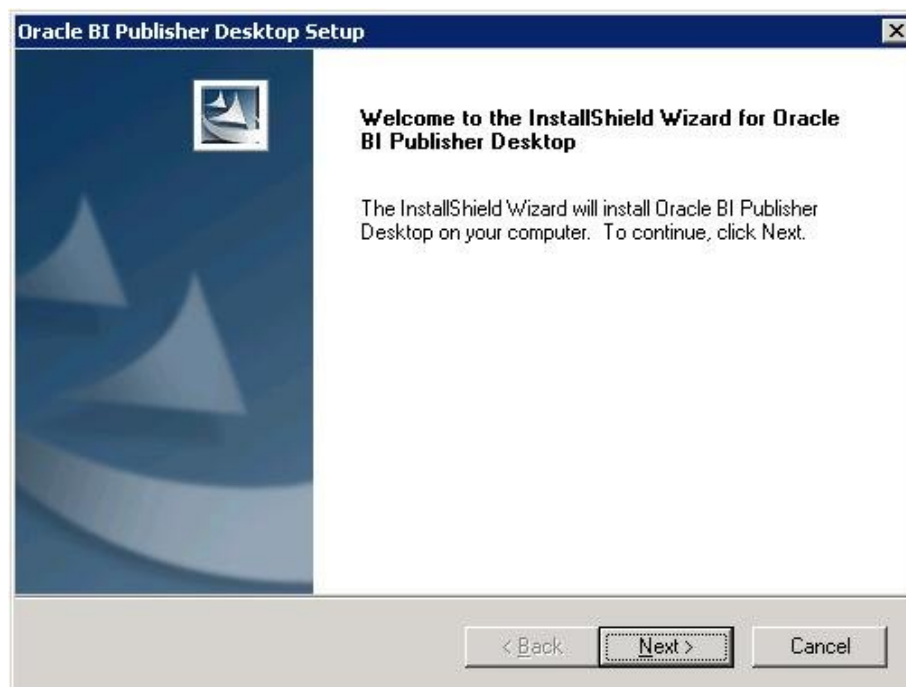 Oracle BI Publisher Desktop Setup
Welcome to the InstallShield Wizard for Oracle
BI Publisher Desktop
The InstallShield Wizard will install Oracle BI Publisher
Desktop on your computer.  To continue, click Next.
< Back
Next >
Cancel